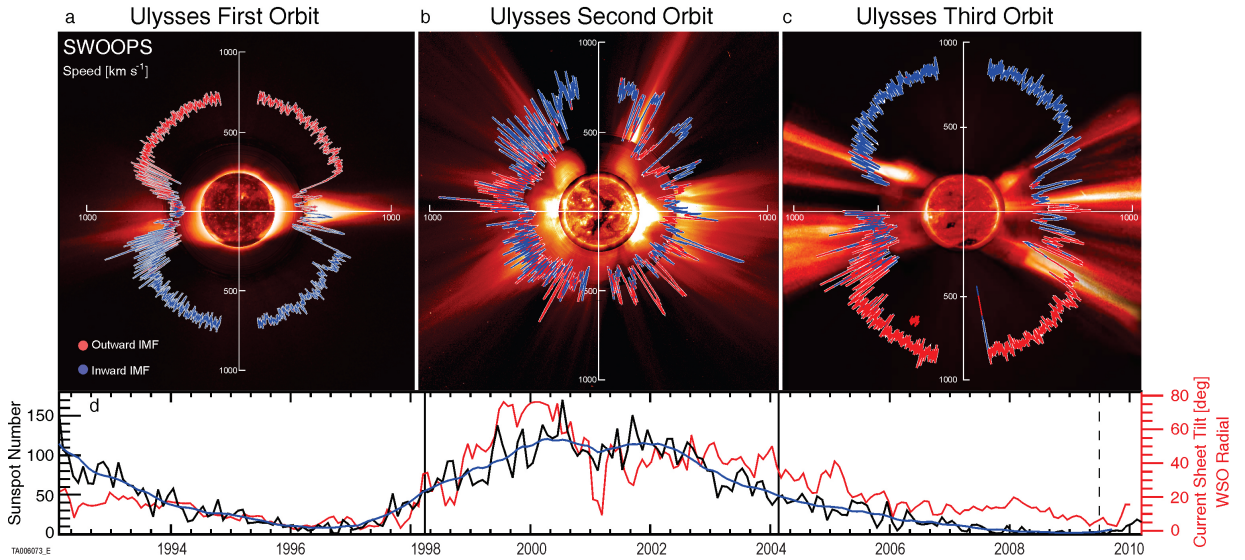 a Ulysses First Orbit b Ulysses Second Orbit c Ulysses Third Orbit
SWOOPS
Speed [km s-1]
1000 1000 1000
500 500 500
1000 1000 1000 1000 1000 1000
500 500 500
Outward IMF
Inward IMF
1000 1000 1000
d
Sunspot Number
150
100
50
0
80
60
40
20
0
Current Sheet Tilt [deg]
WSO Radial
1994 1996 1998 2000 2002 2004 2006 2008 2010
TA006073_E